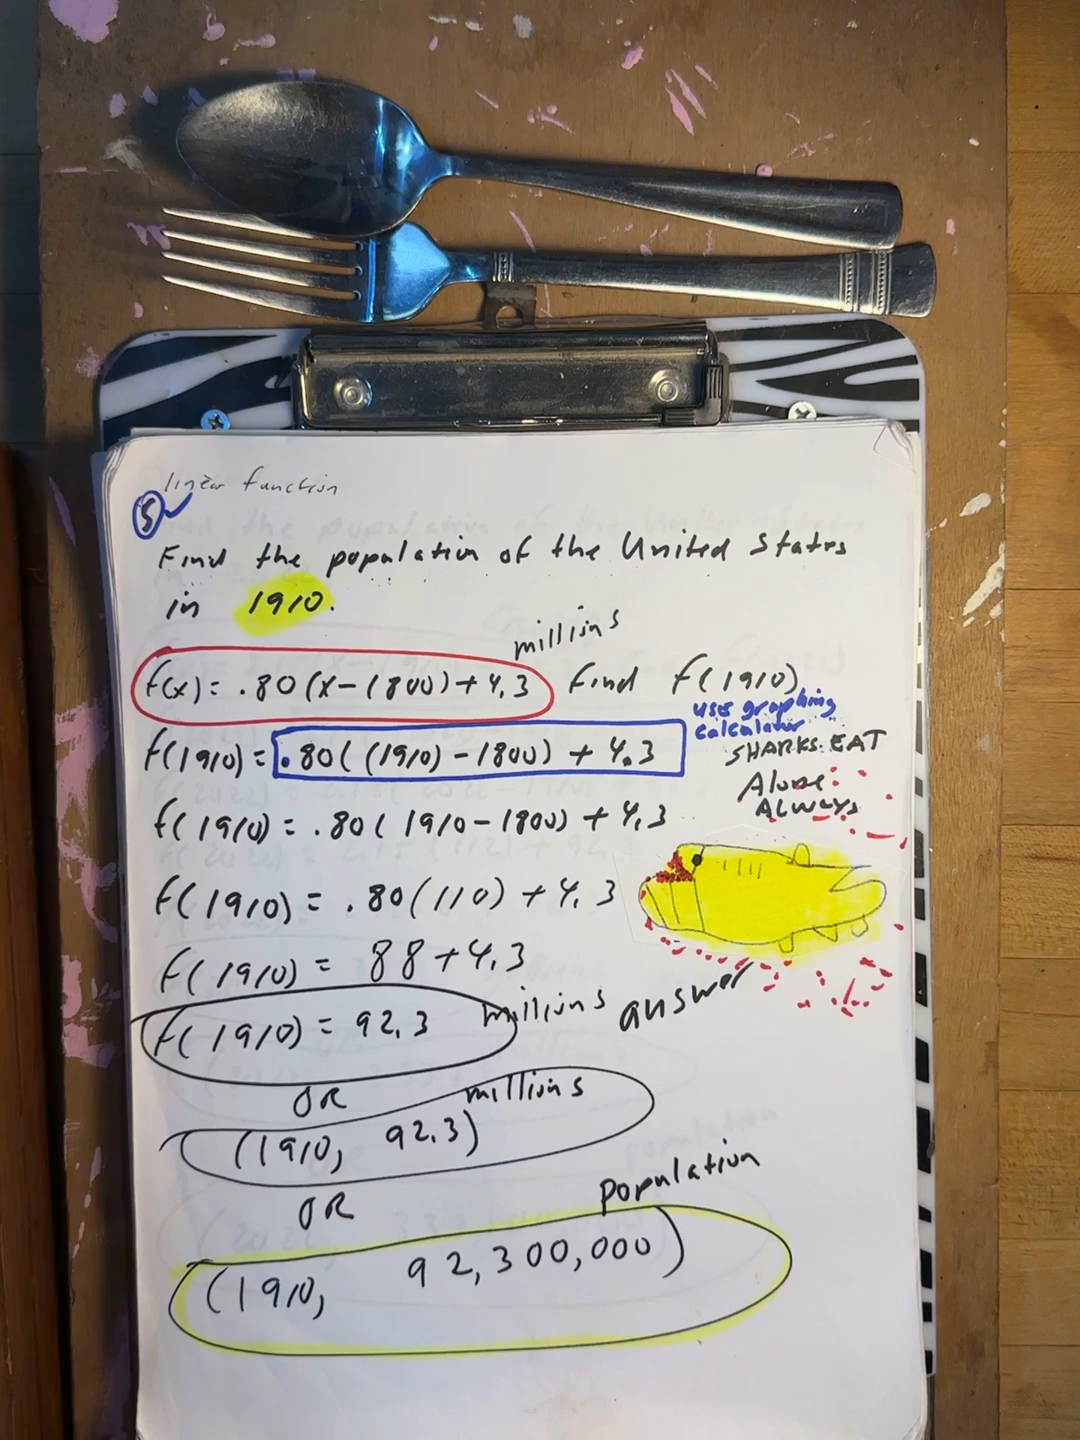 linear function
5
Find the population of the United States
in 1910.
millions
f(x) = .80(x-1800)+4.3 find f(1910)
uses graphing
calculator
f(1910) = .80((1910)-1800) + 4.3
SHARKS EAT
Alone
ALWAYS
f(1910) = .80(1910-1800) + 4.3
f(1910) = .80(110) + 4.3
f(1910) = 88+4.3
f(1910) = 92.3 millions answer
OR
(1910, 92.3) millions
OR
population
(1910, 92,300,000)